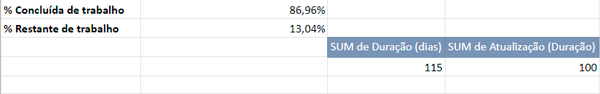 % Concluída de trabalho 86,96%
% Restante de trabalho 13,04%
SUM de Duração (dias) SUM de Atualização (Duração)
115 100